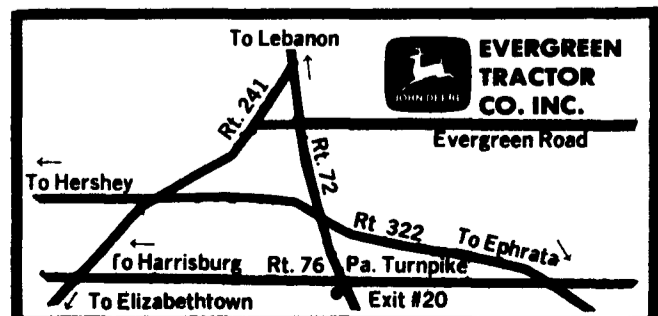 To Lebanon
EVERGREEN
TRACTOR
CO. INC.
JOHN DEERE
Rt. 241
Evergreen Road
Rt. 72
To Hershey
Rt 322
To Ephrata
To Harrisburg Rt. 76 Pa. Turnpike
To Elizabethtown Exit #20